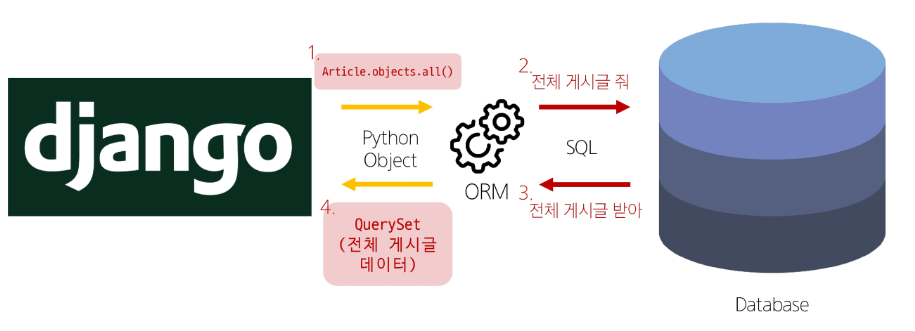 1.
Article.objects.all()
2.
전체 게시글 줘
django
Python
Object
ORM
SQL
3.
전체 게시글 받아
4.
QuerySet
(전체 게시글
데이터)
Database